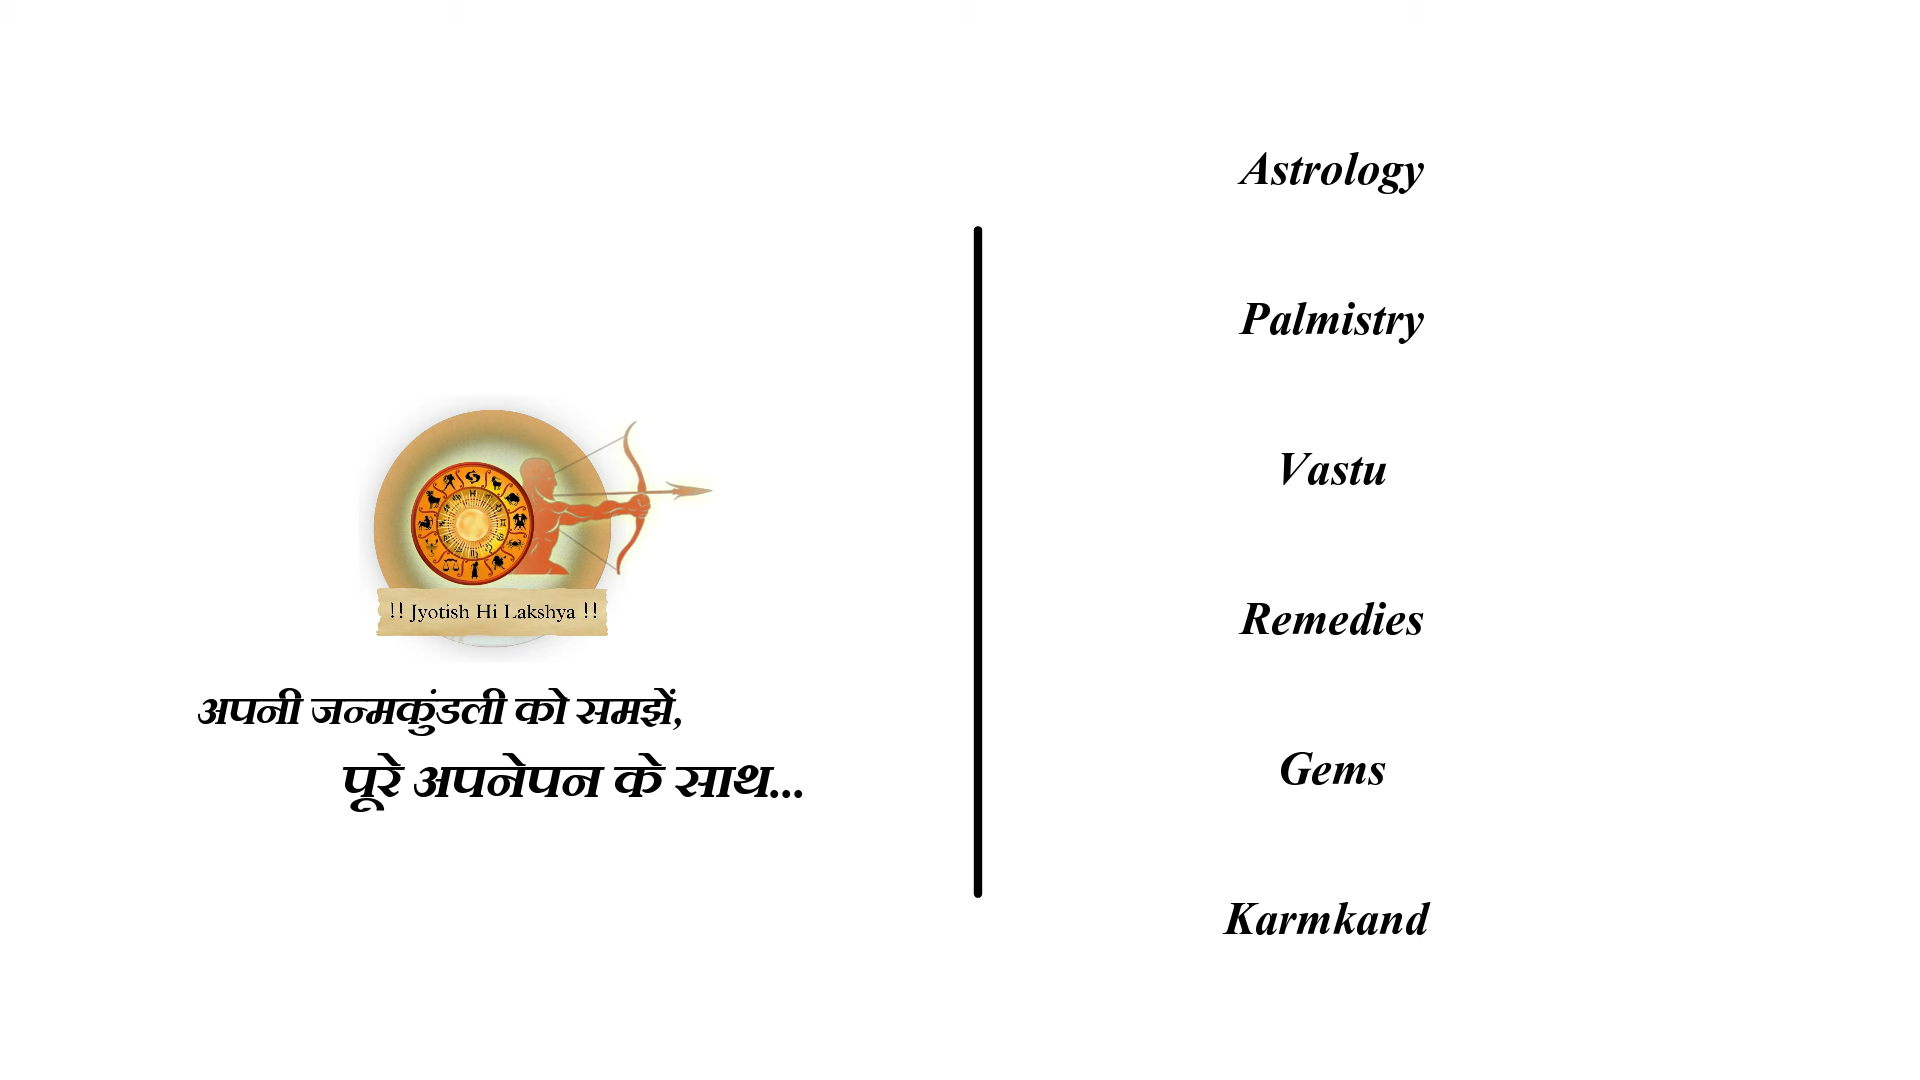 !! Jyotish Hi Lakshya !!
अपनी जन्मकुंडली को समझें,
पूरे अपनेपन के साथ...
Astrology
Palmistry
Vastu
Remedies
Gems
Karmkand